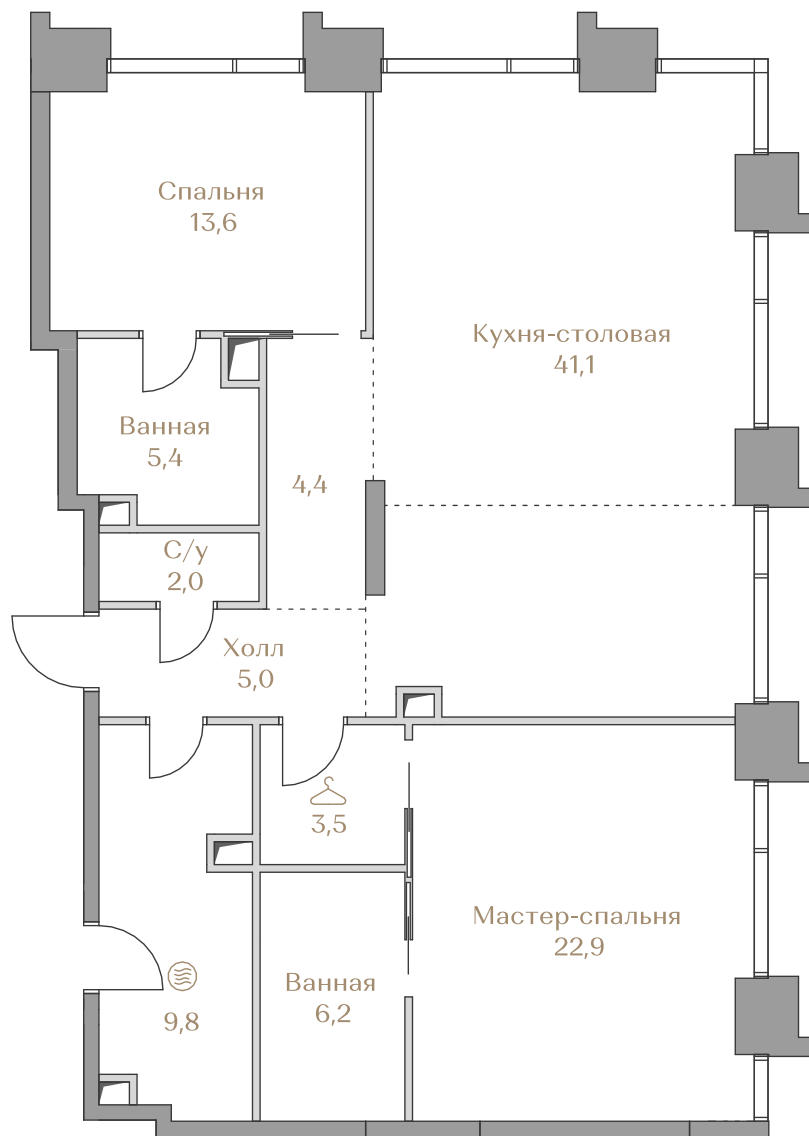 Спальня
13,6
Кухня-столовая
41,1
Ванная
5,4
4,4
С/у
2,0
Холл
5,0
3,5
Мастер-спальня
22,9
Ванная
6,2
9,8